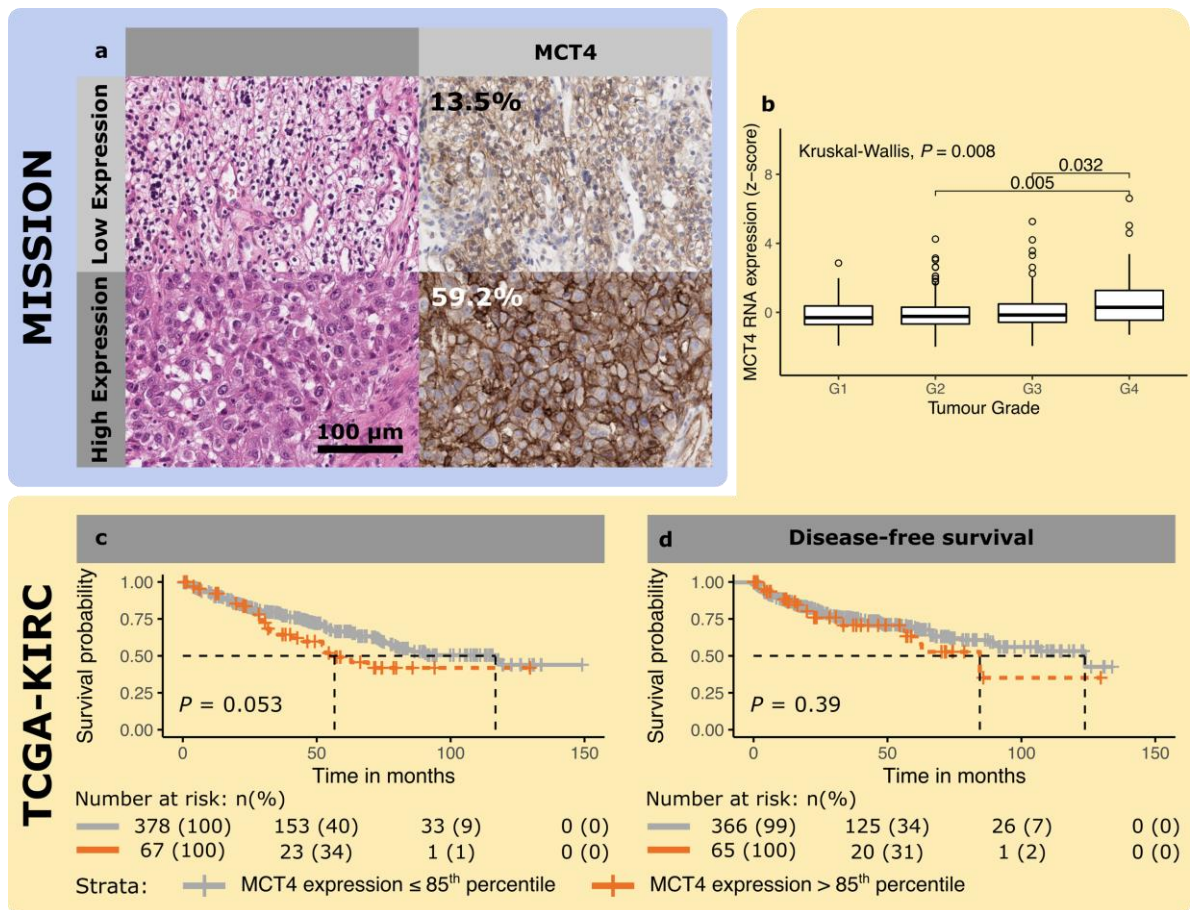 MISSION
a
MCT4
Low Expression
13.5%
High Expression
59.2%
100 µm
b
MCT4 RNA expression (z−score)
Kruskal-Wallis, P = 0.008
0.032
0.005
8
4
0
G1 G2 G3 G4
Tumour Grade
TCGA-KIRC
c
Survival probability
1.00
0.75
0.50
0.25
0.00
P = 0.053
0 50 100 150
Time in months
Number at risk: n(%)
378 (100) 153 (40) 33 (9) 0 (0)
67 (100) 23 (34) 1 (1) 0 (0)
d Disease-free survival
Survival probability
1.00
0.75
0.50
0.25
0.00
P = 0.39
0 50 100 150
Time in months
Number at risk: n(%)
366 (99) 125 (34) 26 (7) 0 (0)
65 (100) 20 (31) 1 (2) 0 (0)
Strata: MCT4 expression ≤ 85th percentile MCT4 expression > 85th percentile